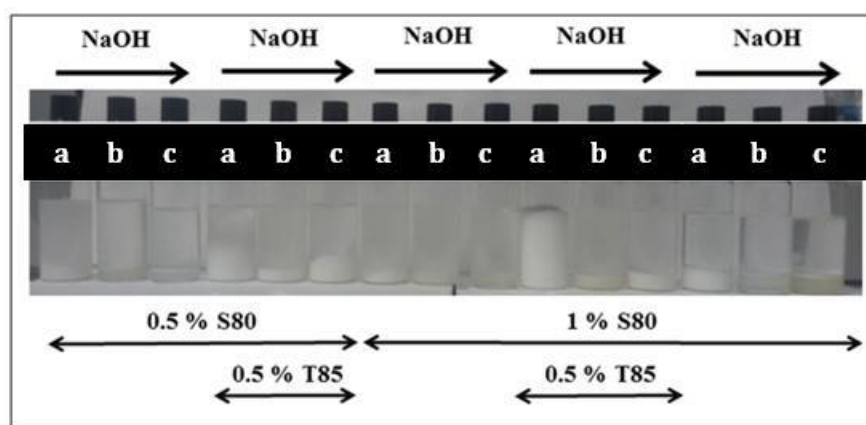 NaOH NaOH NaOH NaOH NaOH
a b c a b c a b c a b c a b c
0.5 % S80 1 % S80
0.5 % T85 0.5 % T85